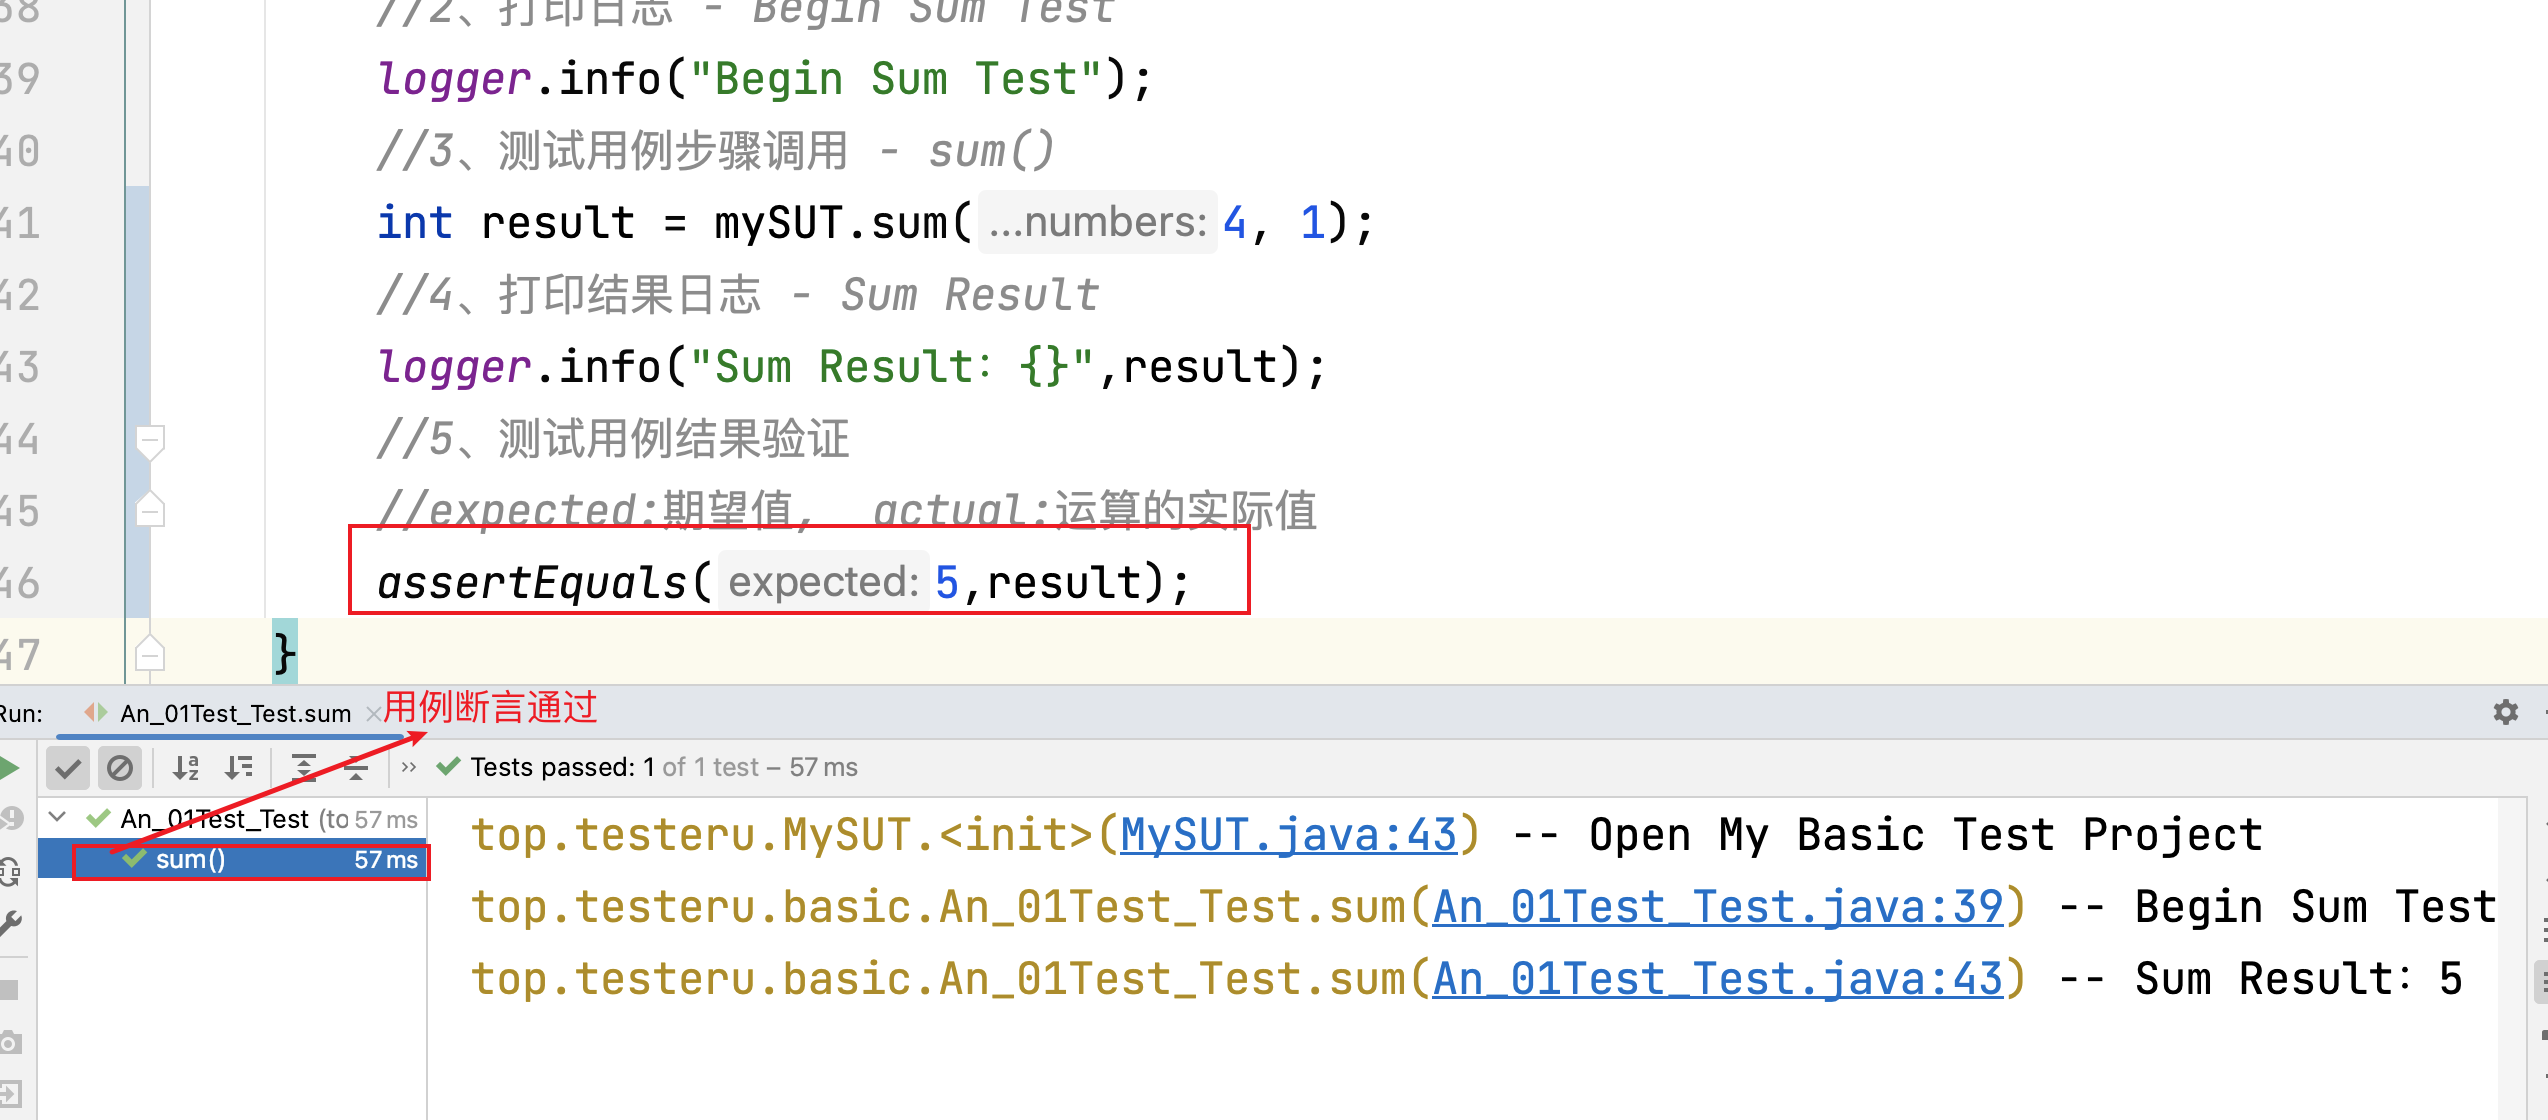 38 //2、打印日志 - Begin Sum Test
39 logger.info("Begin Sum Test");
40 //3、测试用例步骤调用 - sum()
41 int result = mySUT.sum( ...numbers: 4, 1);
42 //4、打印结果日志 - Sum Result
43 logger.info("Sum Result: {}",result);
44 //5、测试用例结果验证
45 //expected:期望值, actual:运算的实际值
46 assertEquals( expected: 5,result);
47 }
Run: An_01Test_Test.sum × 用例断言通过
» Tests passed: 1 of 1 test – 57 ms
An_01Test_Test (to 57 ms
sum() 57 ms
top.testeru.MySUT.<init>(MySUT.java:43) -- Open My Basic Test Project
top.testeru.basic.An_01Test_Test.sum(An_01Test_Test.java:39) -- Begin Sum Test
top.testeru.basic.An_01Test_Test.sum(An_01Test_Test.java:43) -- Sum Result: 5